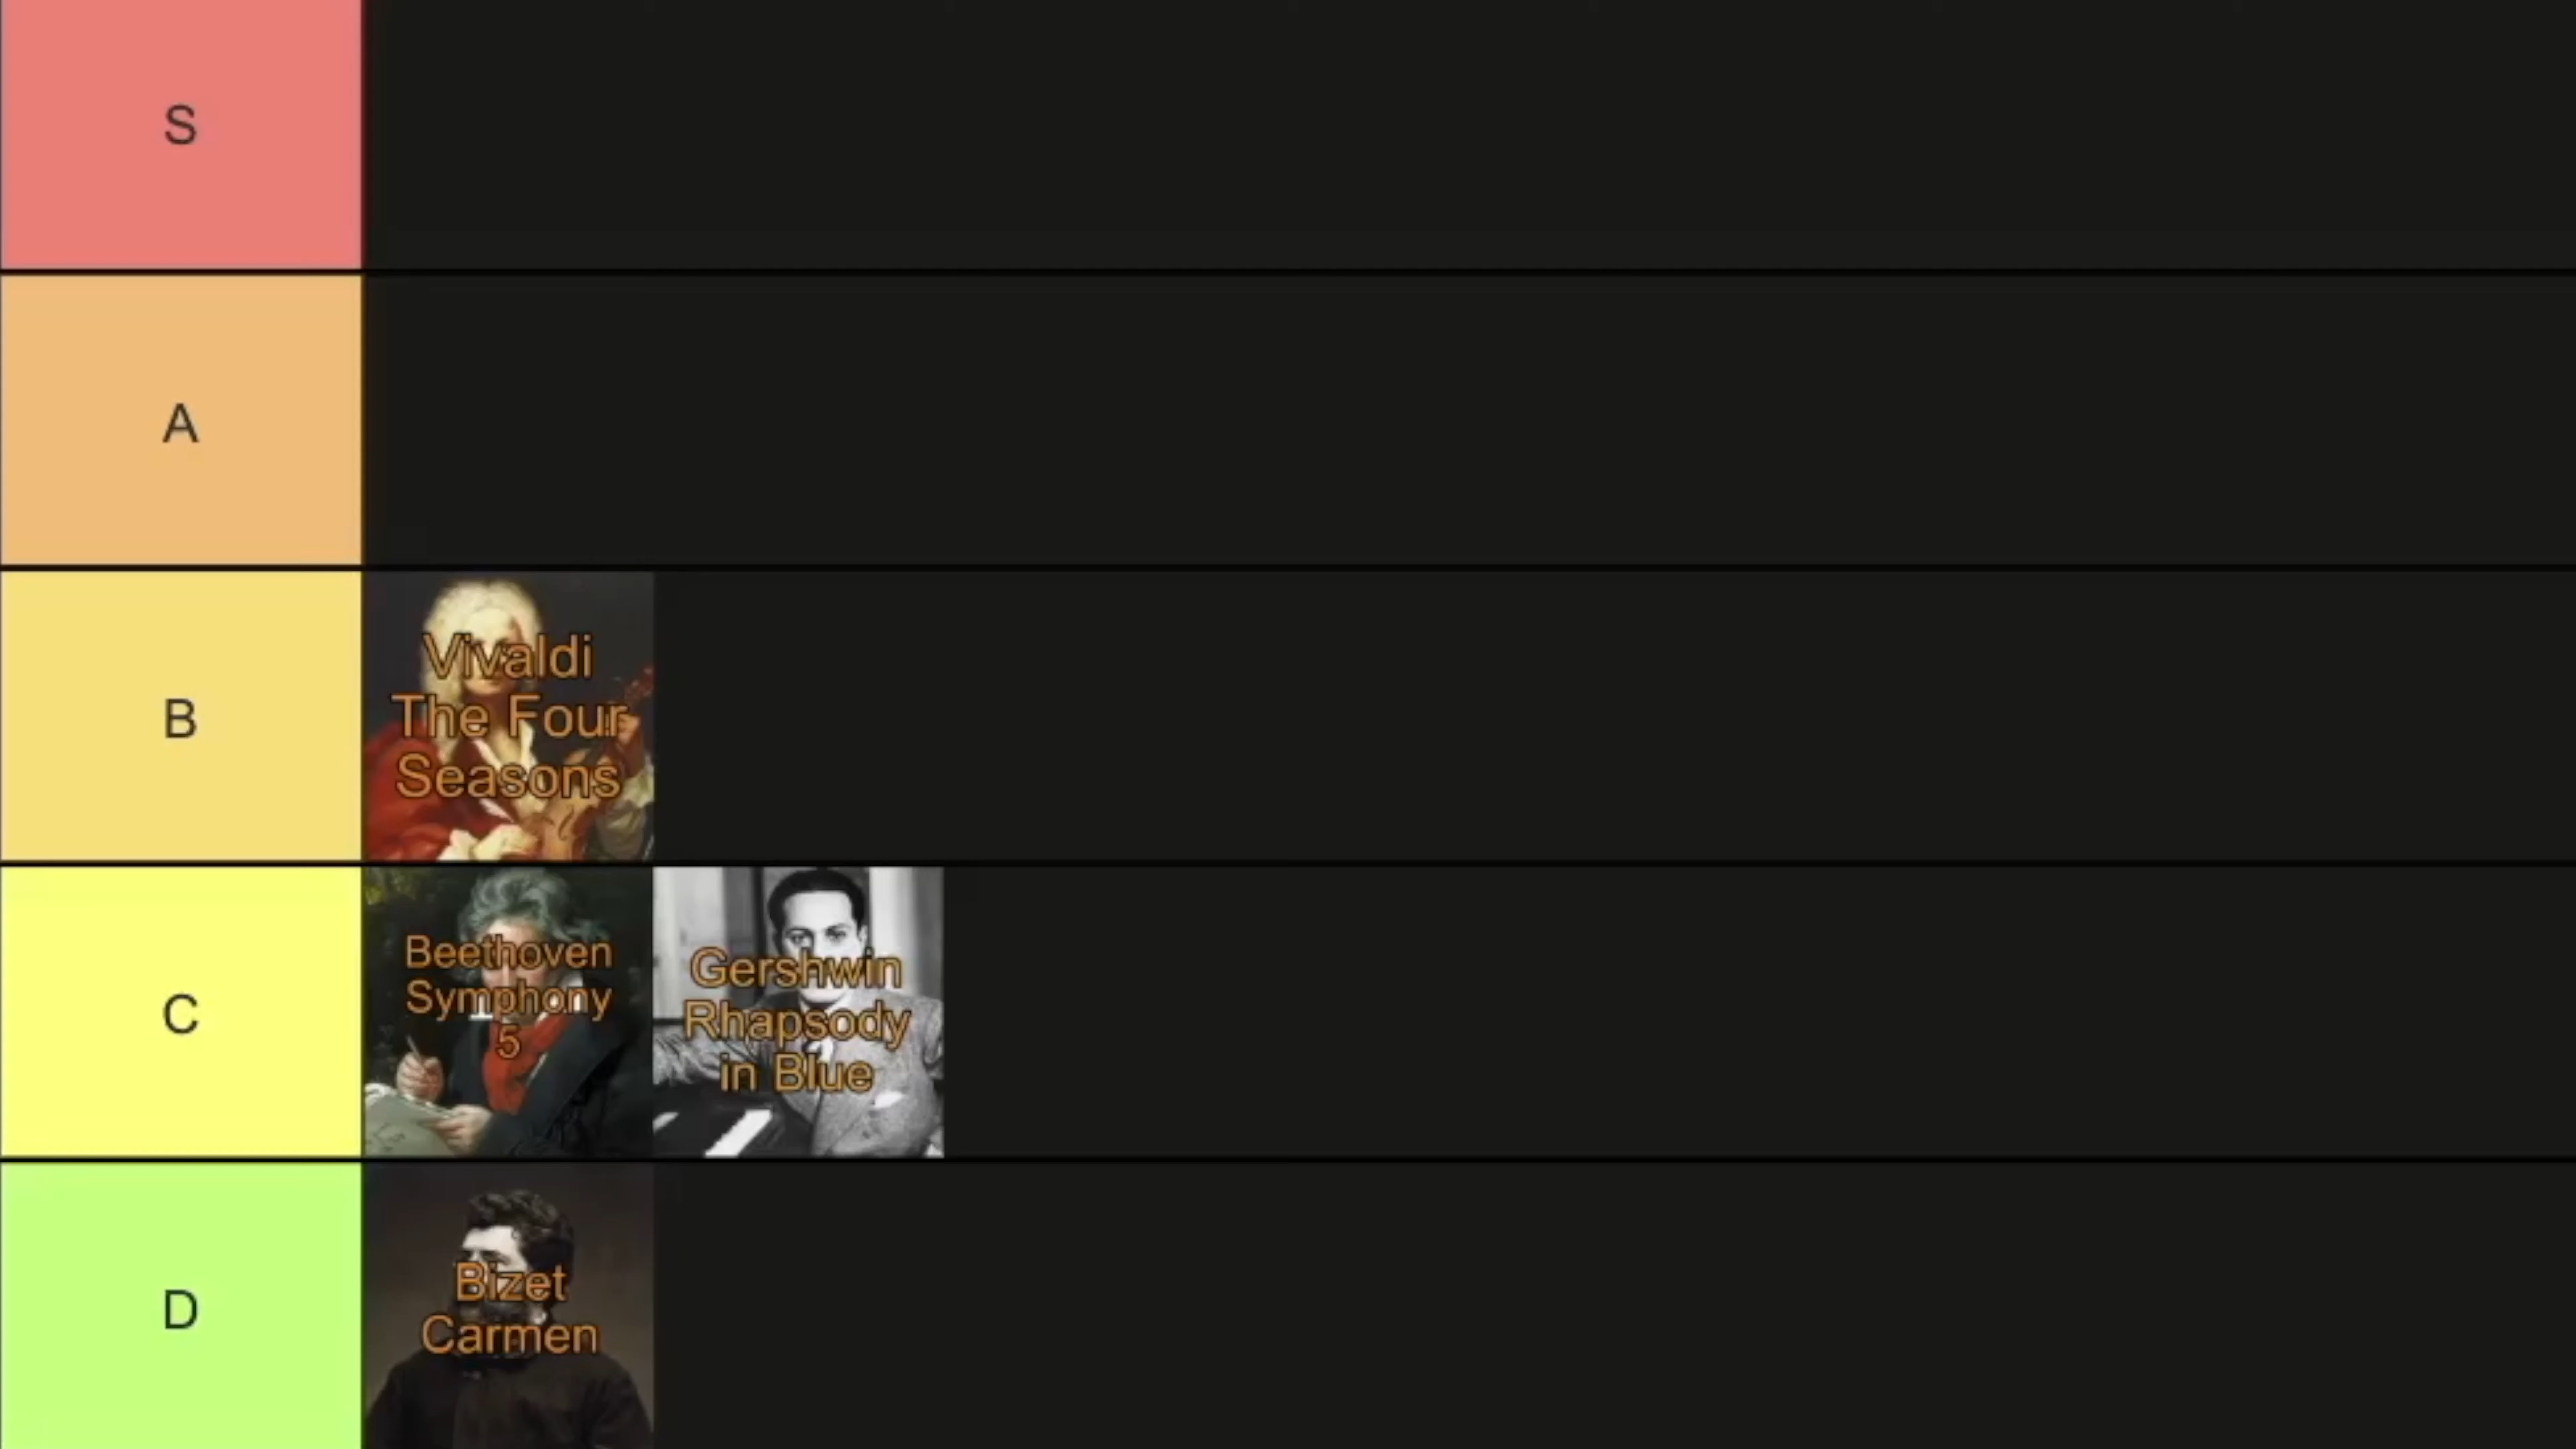 S
A
B
Vivaldi
The Four
Seasons
C
Beethoven
Symphony
5
Gershwin
Rhapsody
in Blue
D
Bizet
Carmen